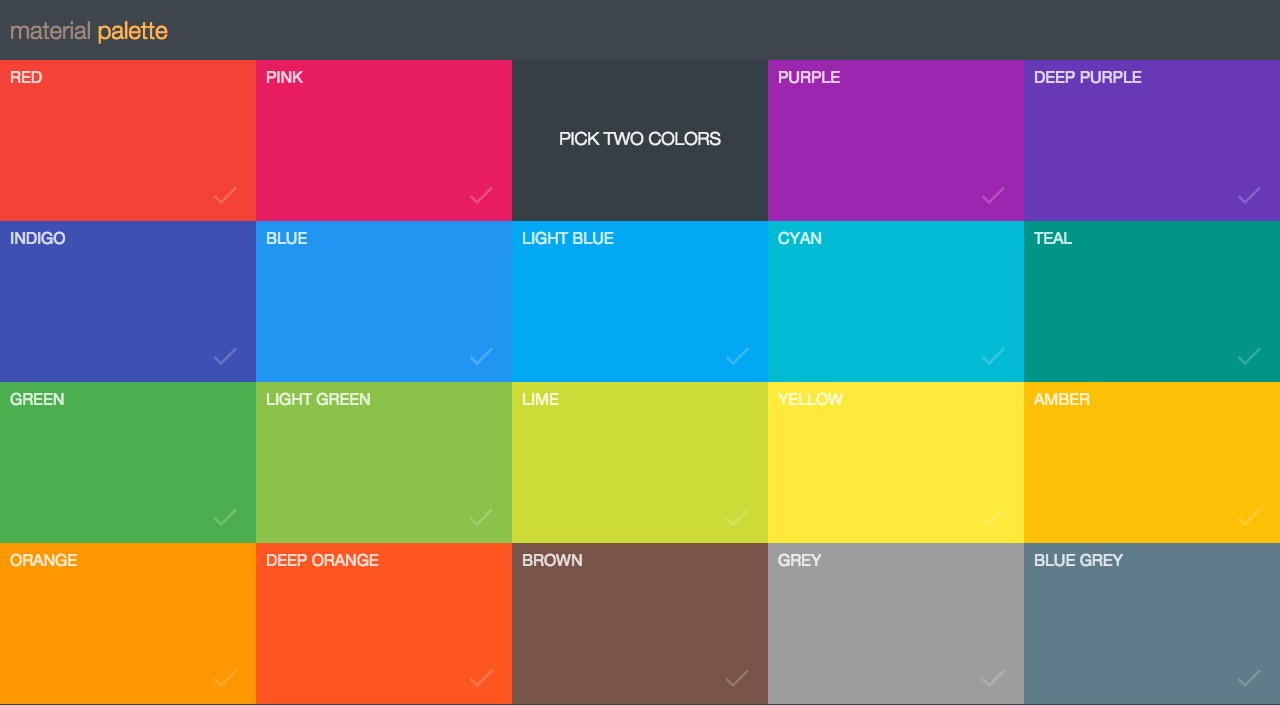 material palette
RED
PINK
PICK TWO COLORS
PURPLE
DEEP PURPLE
INDIGO
BLUE
LIGHT BLUE
CYAN
TEAL
GREEN
LIGHT GREEN
LIME
YELLOW
AMBER
ORANGE
DEEP ORANGE
BROWN
GREY
BLUE GREY